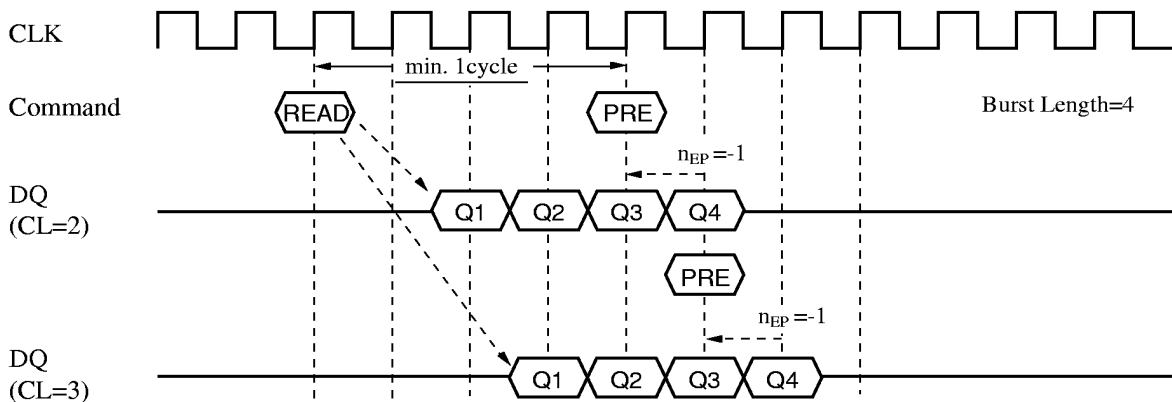 CLK
min. 1cycle
Command
READ
PRE
Burst Length=4
nEP=-1
DQ
(CL=2)
Q1 Q2 Q3 Q4
PRE
nEP=-1
DQ
(CL=3)
Q1 Q2 Q3 Q4